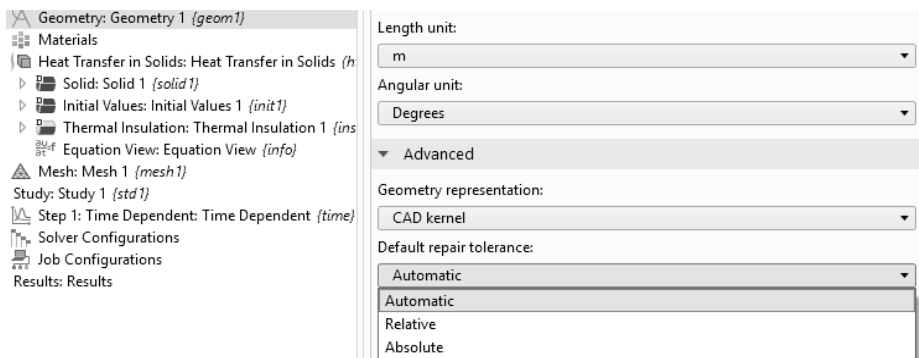 Geometry: Geometry 1 {geom1}
Materials
Heat Transfer in Solids: Heat Transfer in Solids {h
Solid: Solid 1 {solid1}
Initial Values: Initial Values 1 {init1}
Thermal Insulation: Thermal Insulation 1 {ins
Equation View: Equation View {info}
Mesh: Mesh 1 {mesh1}
Study: Study 1 {std1}
Step 1: Time Dependent: Time Dependent {time}
Solver Configurations
Job Configurations
Results: Results
Length unit:
m
Angular unit:
Degrees
Advanced
Geometry representation:
CAD kernel
Default repair tolerance:
Automatic
Automatic
Relative
Absolute